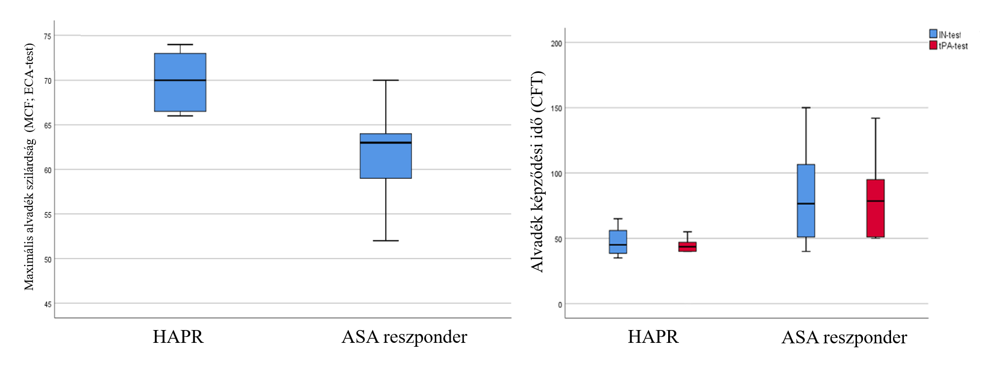 Maximális alvadék szilárdság (MCF; ECA-test)
75
70
65
60
55
50
45
HAPR
ASA reszponder
Alvadék képződési idő (CFT)
200
150
100
50
0
HAPR
ASA reszponder
IN-test
tPA-test